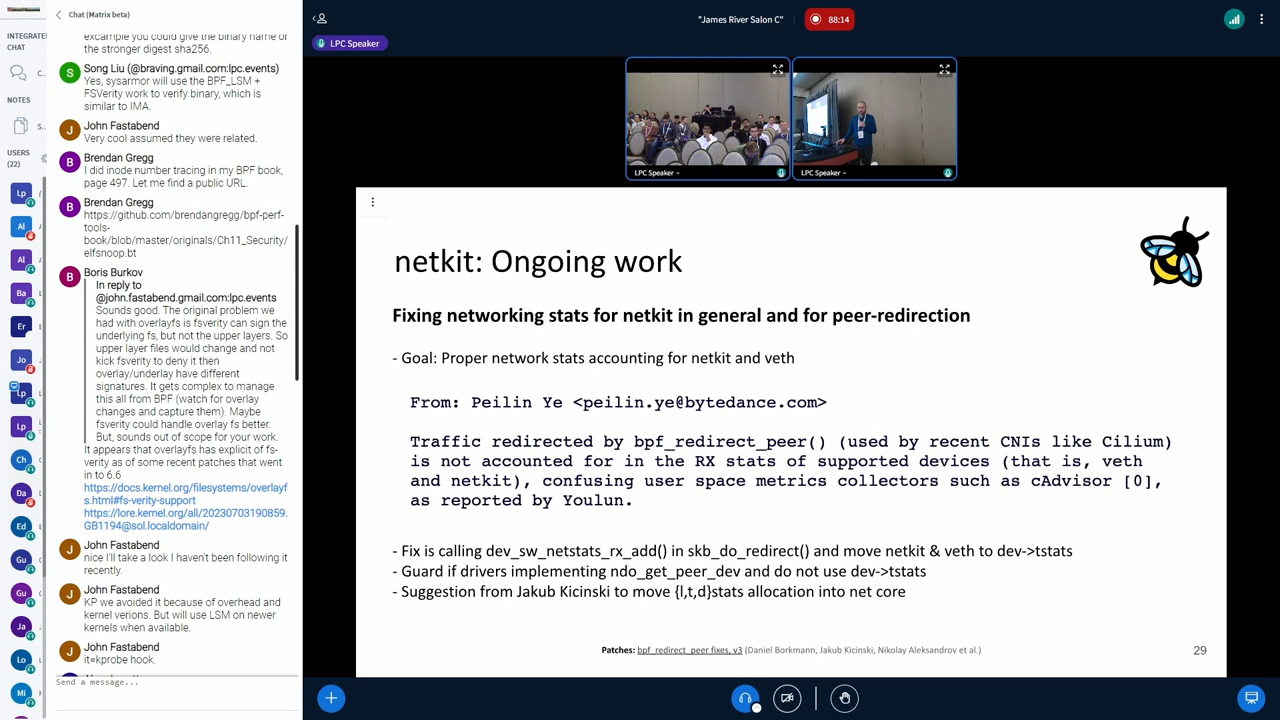 INTEGRATE
CHAT
C..
NOTES
S..
USERS
(22)
Lp
Al
Al
Ba
Er
Jo
Lp
Lp
Ch
Da
Ed
Gu
Gu
Ja
Lo
Mi
Chat (Matrix beta)
excample you could give the binary name or
the stronger digest sha256.
S
Song Liu (@braving.gmail.com:lpc.events)
Yes, sysarmor will use the BPF_LSM +
FSVerity work to verify binary, which is
similar to IMA.
J
John Fastabend
Very cool assumed they were related.
B
Brendan Gregg
I did inode number tracing in my BPF book,
page 497. Let me find a public URL.
B
Brendan Gregg
https://github.com/brendangregg/bpf-perf-
tools-
book/blob/master/originals/Ch11_Security/
elfsnoop.bt
B
Boris Burkov
In reply to
@john.fastabend.gmail.com:lpc.events
Sounds good. The original problem we
had with overlayfs is fsverity can sign the
underlying fs, but not the upper layers. So
upper layer files would change and not
kick fsverity to deny it then
overlay/underlay have different
signatures. It gets complex to manage
this all from BPF (watch for overlay
changes and capture them). Maybe
fsverity could handle overlay fs better.
But, sounds out of scope for your work.
It appears that overlayfs has explicit of fs-
verity as of some recent patches that went
in to 6.6
https://docs.kernel.org/filesystems/overlayf
s.html#fs-verity-support
https://lore.kernel.org/all/20230703190859.
GB1194@sol.localdomain/
J
John Fastabend
nice I'll take a look I haven't been following it
recently.
J
John Fastabend
KP we avoided it because of overhead and
kernel verions. But will use LSM on newer
kernels when available.
J
John Fastabend
it=kprobe hook.
Send a message...
"James River Salon C"
88:14
LPC Speaker
LPC Speaker
LPC Speaker
netkit: Ongoing work
Fixing networking stats for netkit in general and for peer-redirection
- Goal: Proper network stats accounting for netkit and veth
From: Peilin Ye <peilin.ye@bytedance.com>
Traffic redirected by bpf_redirect_peer() (used by recent CNIs like Cilium)
is not accounted for in the RX stats of supported devices (that is, veth
and netkit), confusing user space metrics collectors such as cAdvisor [0],
as reported by Youlun.
- Fix is calling dev_sw_netstats_rx_add() in skb_do_redirect() and move netkit & veth to dev->tstats
- Guard if drivers implementing ndo_get_peer_dev and do not use dev->tstats
- Suggestion from Jakub Kicinski to move {l,t,d}stats allocation into net core
Patches: bpf_redirect_peer fixes, v3 (Daniel Borkmann, Jakub Kicinski, Nikolay Aleksandrov et al.)
29